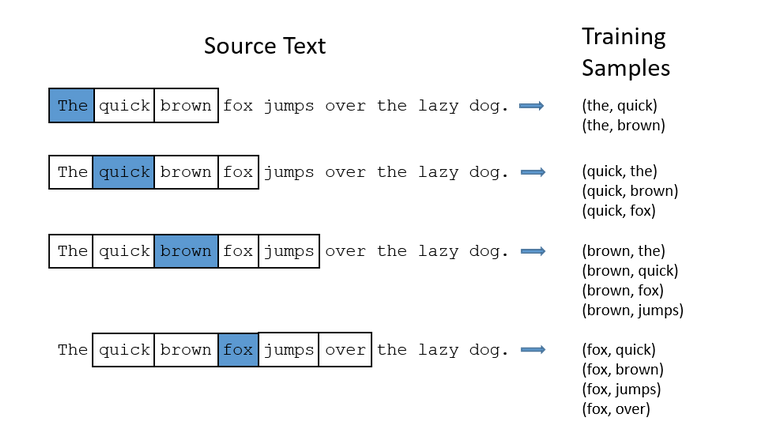 Source Text
Training
Samples
The quick brown fox jumps over the lazy dog.
(the, quick)
(the, brown)
The quick brown fox jumps over the lazy dog.
(quick, the)
(quick, brown)
(quick, fox)
The quick brown fox jumps over the lazy dog.
(brown, the)
(brown, quick)
(brown, fox)
(brown, jumps)
The quick brown fox jumps over the lazy dog.
(fox, quick)
(fox, brown)
(fox, jumps)
(fox, over)